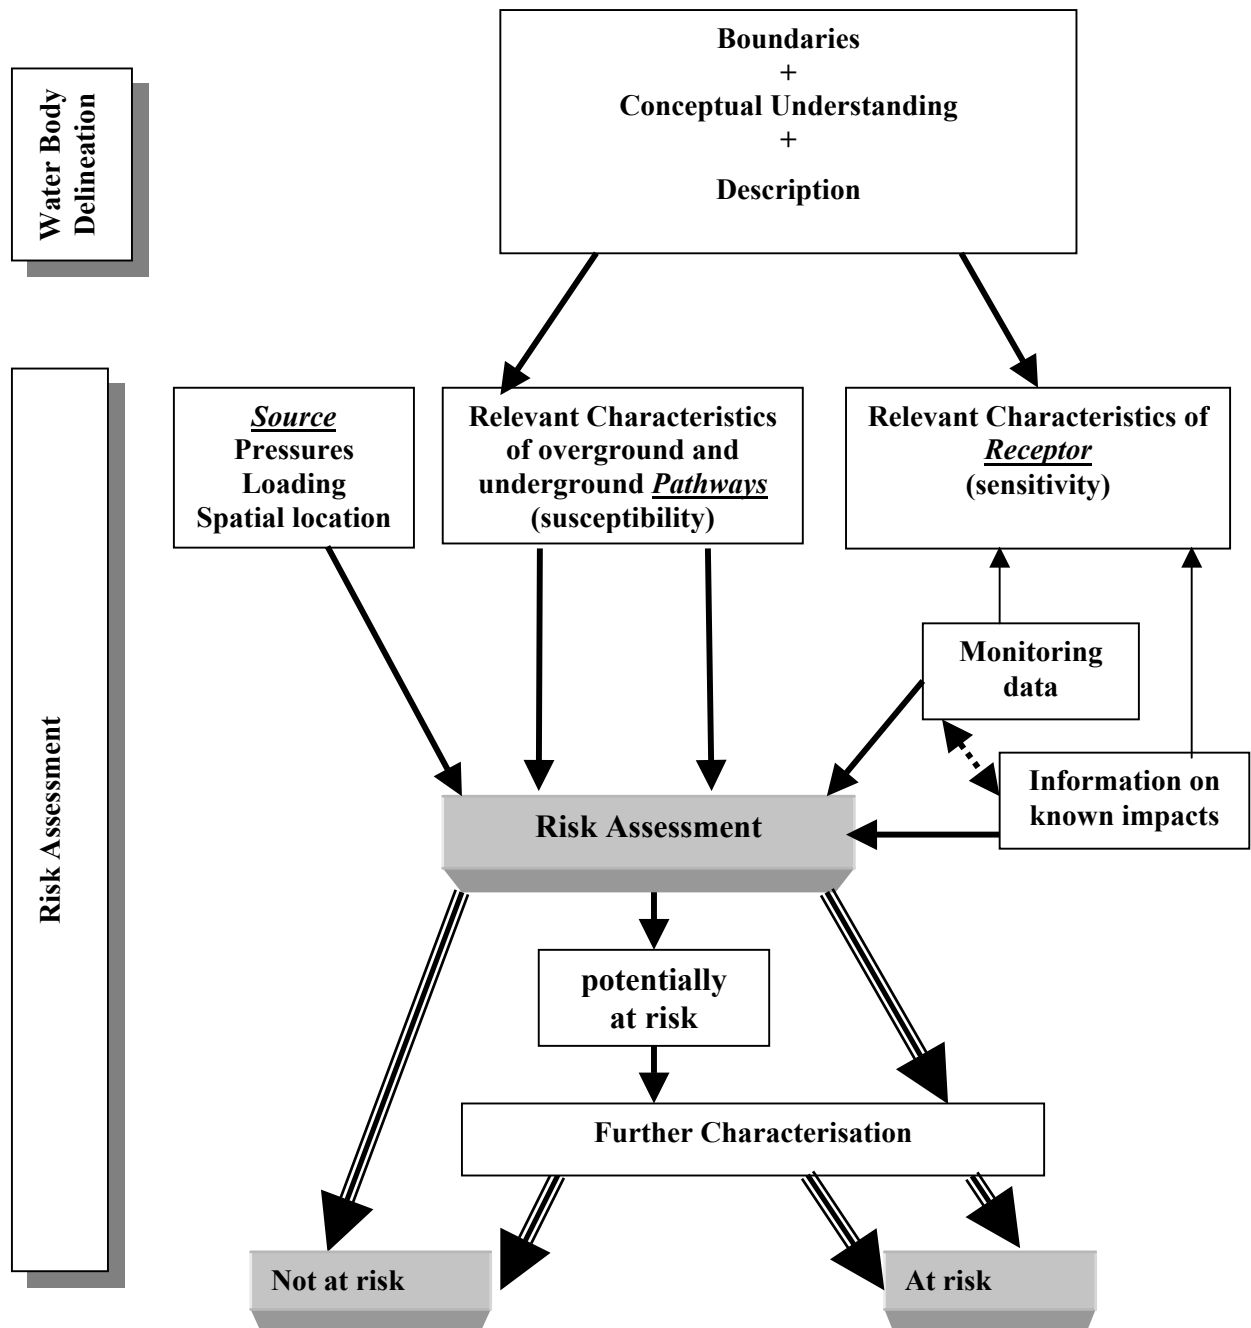 Water Body
Delineation
Boundaries
+
Conceptual Understanding
+
Description
Risk Assessment
Source
Pressures
Loading
Spatial location
Relevant Characteristics
of overground and
underground Pathways
(susceptibility)
Relevant Characteristics of
Receptor
(sensitivity)
Monitoring
data
Information on
known impacts
Risk Assessment
potentially
at risk
Further Characterisation
Not at risk
At risk